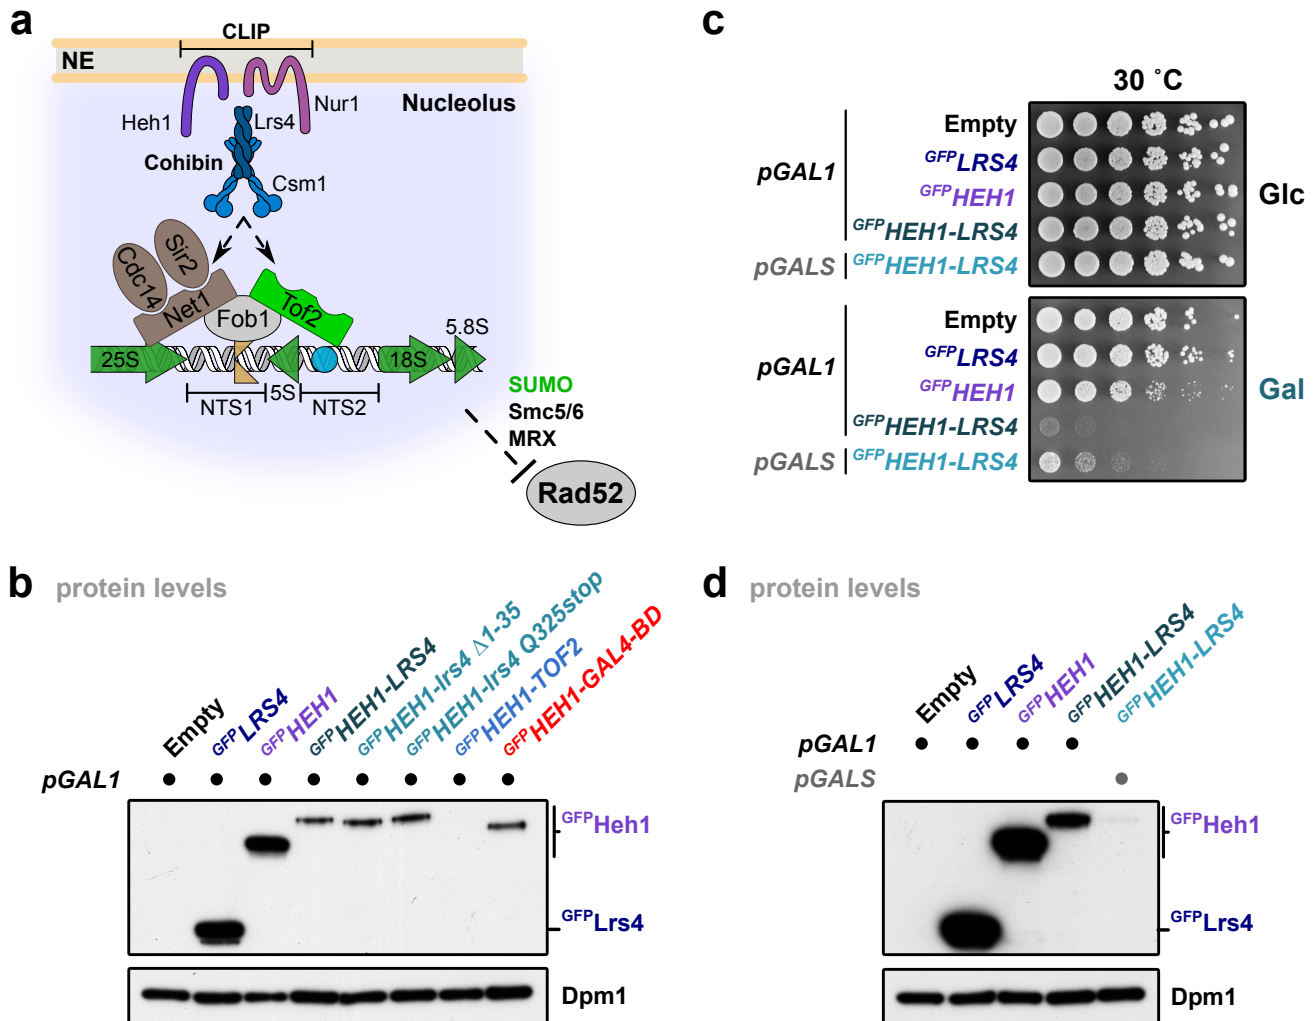 a
CLIP
NE
Nucleolus
Heh1
Nur1
Lrs4
Cohibin
Csm1
Cdc14
Sir2
Net1
Fob1
Tof2
25S
5S
18S
5.8S
NTS1
NTS2
SUMO
Smc5/6
MRX
Rad52
b protein levels
Empty
GFPLRS4
GFPHEH1
GFPHEH1-LRS4
GFPHEH1-lrs4 Δ1-35
GFPHEH1-lrs4 Q325stop
GFPHEH1-TOF2
GFPHEH1-GAL4-BD
pGAL1
GFPHeh1
GFPLrs4
Dpm1
c
30 ˚C
pGAL1
Empty
GFPLRS4
GFPHEH1
GFPHEH1-LRS4
pGALS GFPHEH1-LRS4
Glc
pGAL1
Empty
GFPLRS4
GFPHEH1
GFPHEH1-LRS4
pGALS GFPHEH1-LRS4
Gal
d protein levels
Empty
GFPLRS4
GFPHEH1
GFPHEH1-LRS4
GFPHEH1-LRS4
pGAL1
pGALS
GFPHeh1
GFPLrs4
Dpm1